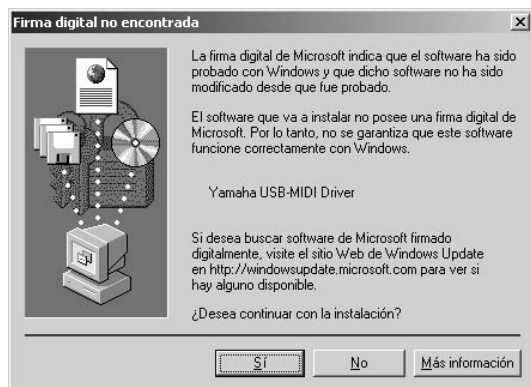 Firma digital no encontrada
La firma digital de Microsoft indica que el software ha sido
probado con Windows y que dicho software no ha sido
modificado desde que fue probado.
El software que va a instalar no posee una firma digital de
Microsoft. Por lo tanto, no se garantiza que este software
funcione correctamente con Windows.
Yamaha USB-MIDI Driver
Si desea buscar software de Microsoft firmado
digitalmente, visite el sitio Web de Windows Update
en http://windowsupdate.microsoft.com para ver si
hay alguno disponible.
¿Desea continuar con la instalación?
Sí No Más información